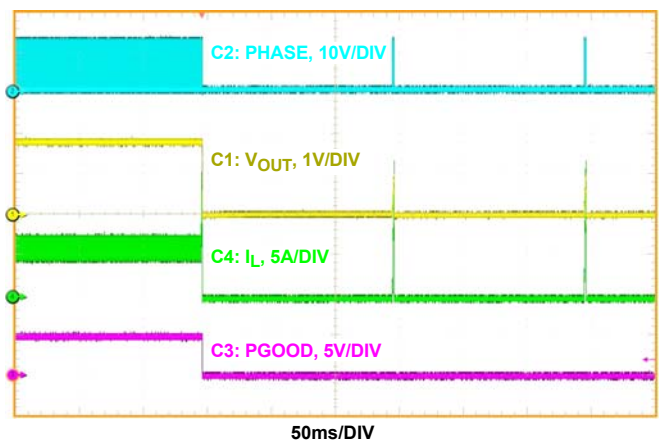 C2: PHASE, 10V/DIV
C1: VOUT, 1V/DIV
C4: IL, 5A/DIV
C3: PGOOD, 5V/DIV
50ms/DIV